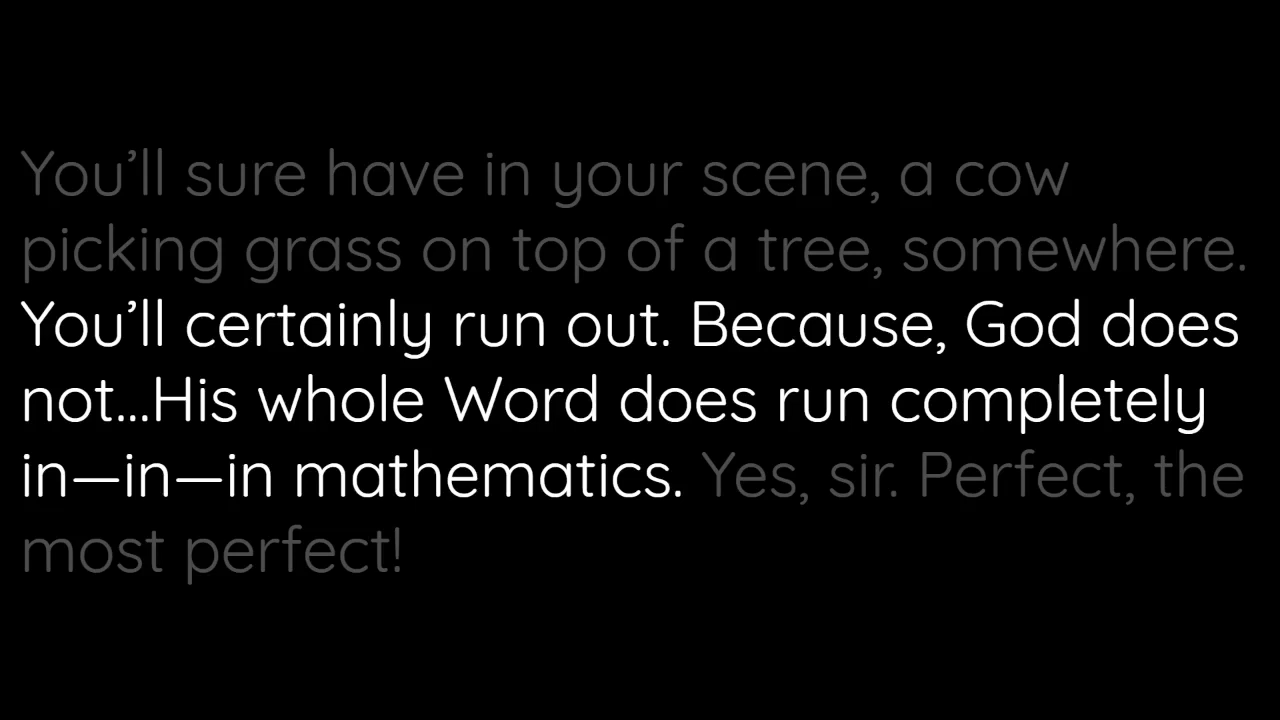 You’ll sure have in your scene, a cow
picking grass on top of a tree, somewhere.
You’ll certainly run out. Because, God does
not...His whole Word does run completely
in—in—in mathematics. Yes, sir. Perfect, the
most perfect!